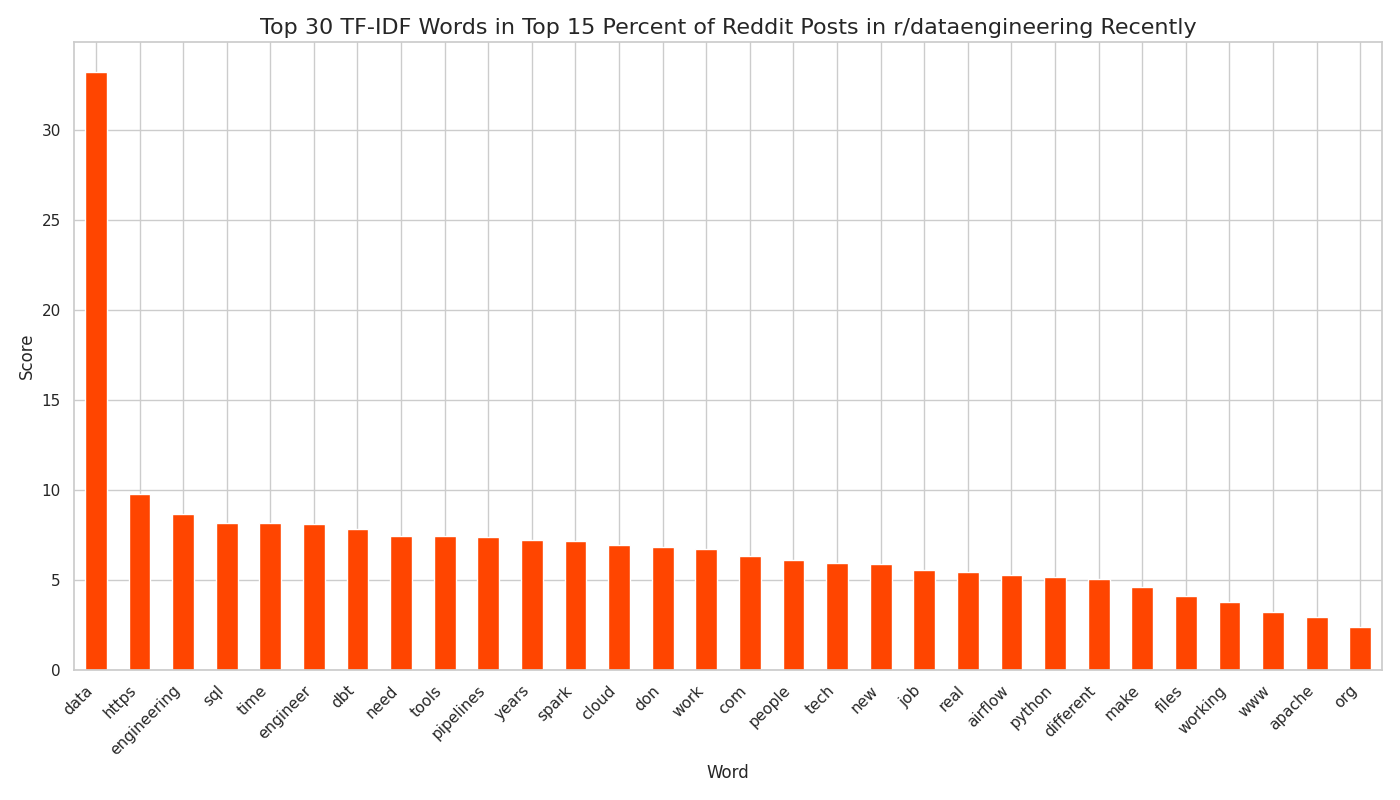 Top 30 TF-IDF Words in Top 15 Percent of Reddit Posts in r/dataengineering Recently
Score
30
25
20
15
10
5
0
data
https
engineering
sql
time
engineer
dbt
need
tools
pipelines
years
spark
cloud
don
work
com
people
tech
new
job
real
airflow
python
different
make
files
working
www
apache
org
Word